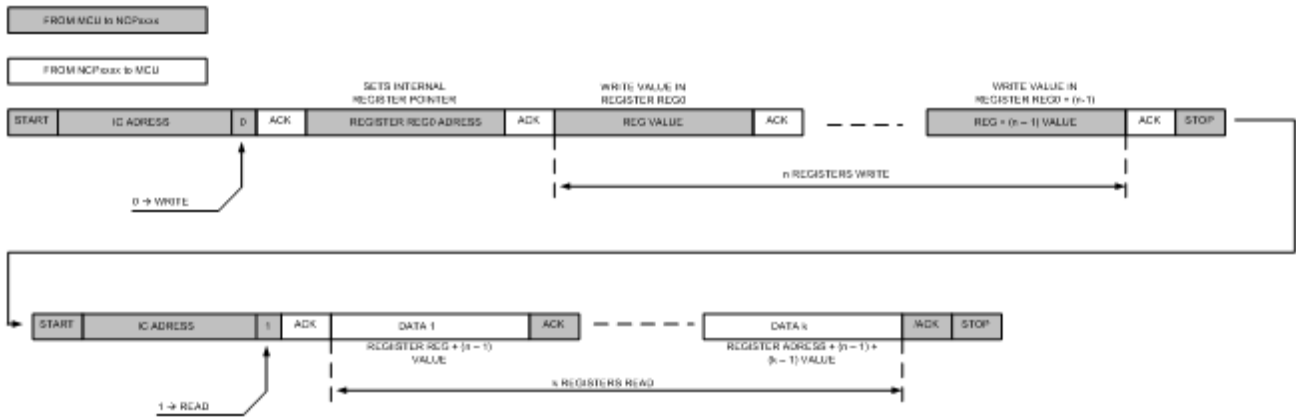 FROM MCU to NCPxxxx
FROM NCPxxxx to MCU
SETS INTERNAL
REGISTER POINTER
WRITE VALUE IN
REGISTER REG0
WRITE VALUE IN
REGISTER REG0 + (n-1)
START IC ADRESS 0 ACK REGISTER REG0 ADRESS ACK REG VALUE ACK REG + (n – 1) VALUE ACK STOP
n REGISTERS WRITE
0 → WRITE
START IC ADRESS 1 ACK DATA 1 ACK DATA k /ACK STOP
REGISTER REG + (n – 1)
VALUE
REGISTER ADRESS + (n – 1) +
(k – 1) VALUE
k REGISTERS READ
1 → READ